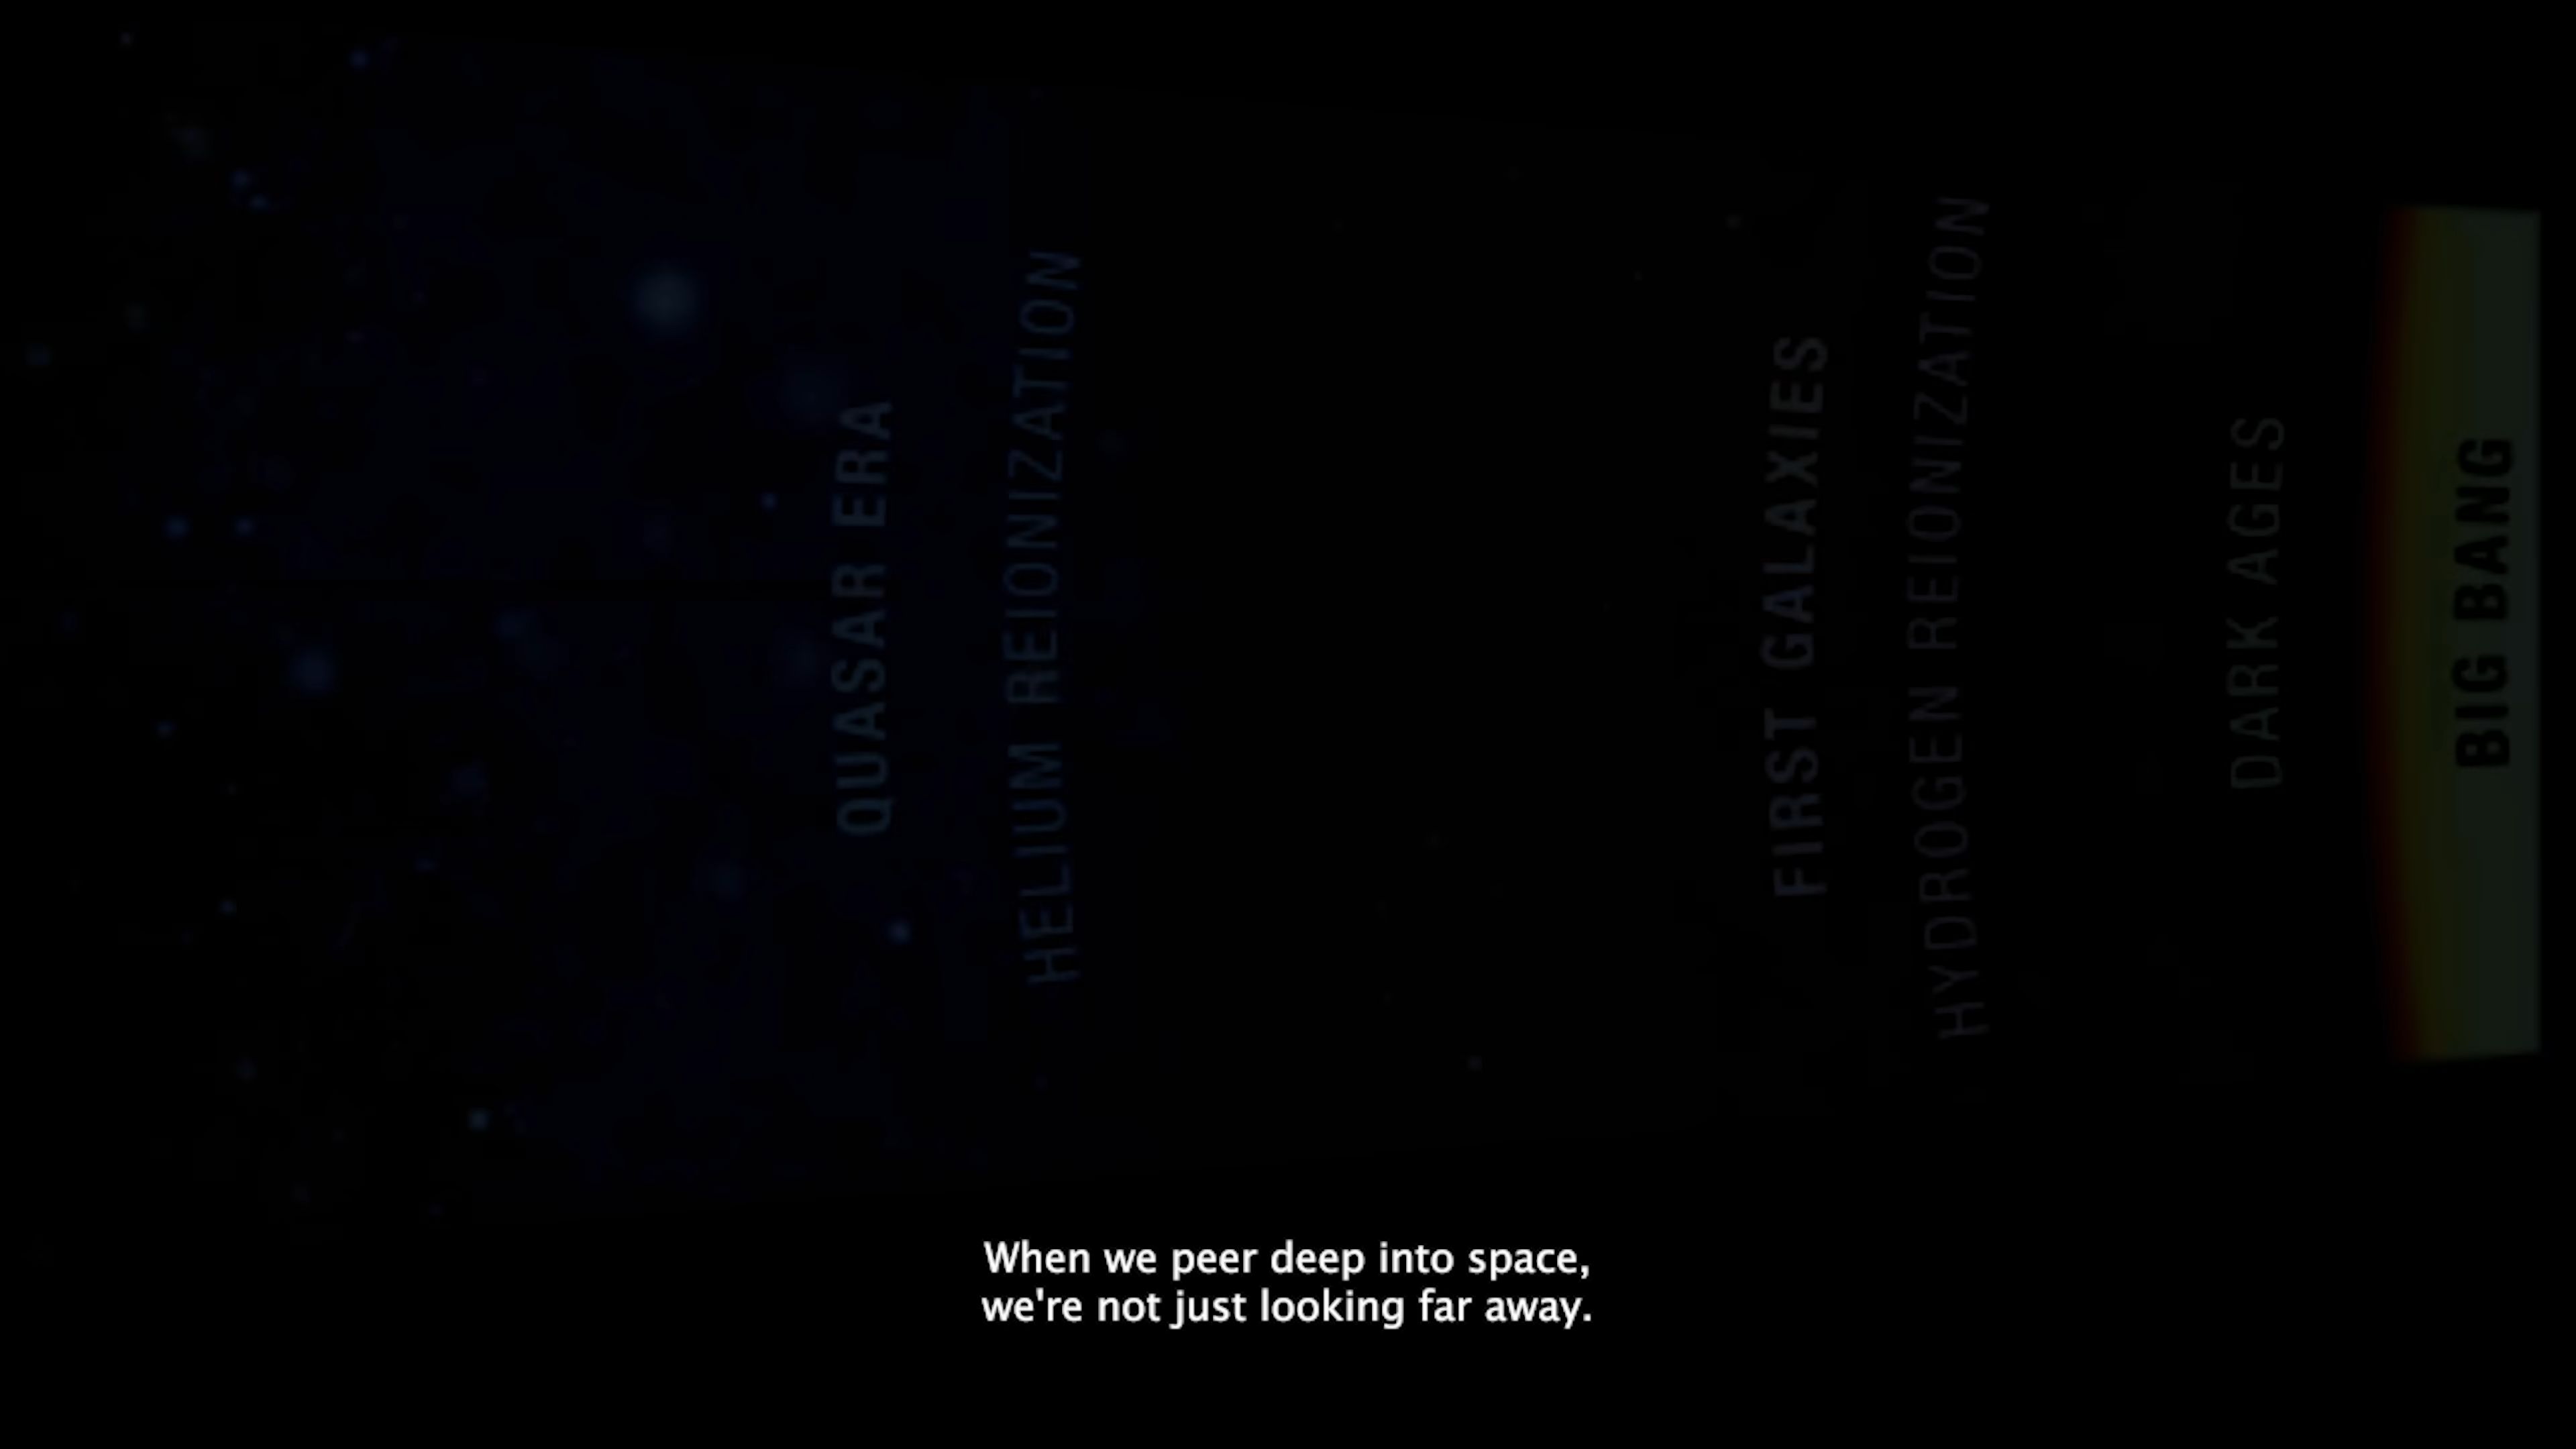 QUASAR ERA
HELIUM REIONIZATION
FIRST GALAXIES
HYDROGEN REIONIZATION
DARK AGES
BIG BANG
When we peer deep into space,
we're not just looking far away.